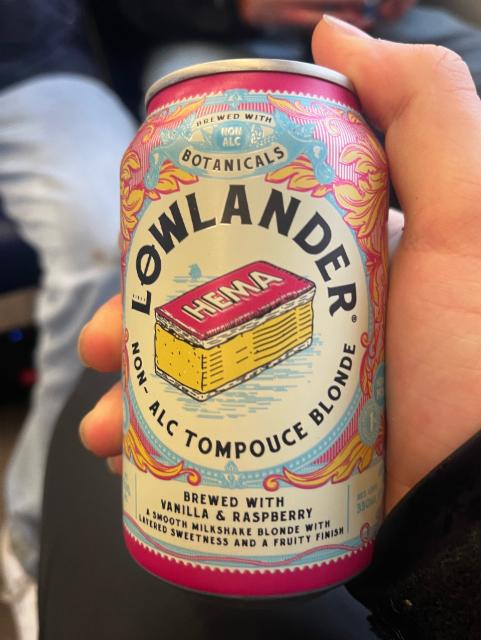 BREWED WITH
NON
ALC
BOTANICALS
LOWLANDER®
HEMA
NON-ALC TOMPOUCE BLONDE
BREWED WITH
VANILLA & RASPBERRY
A SMOOTH MILKSHAKE BLONDE WITH
LAYERED SWEETNESS AND A FRUITY FINISH